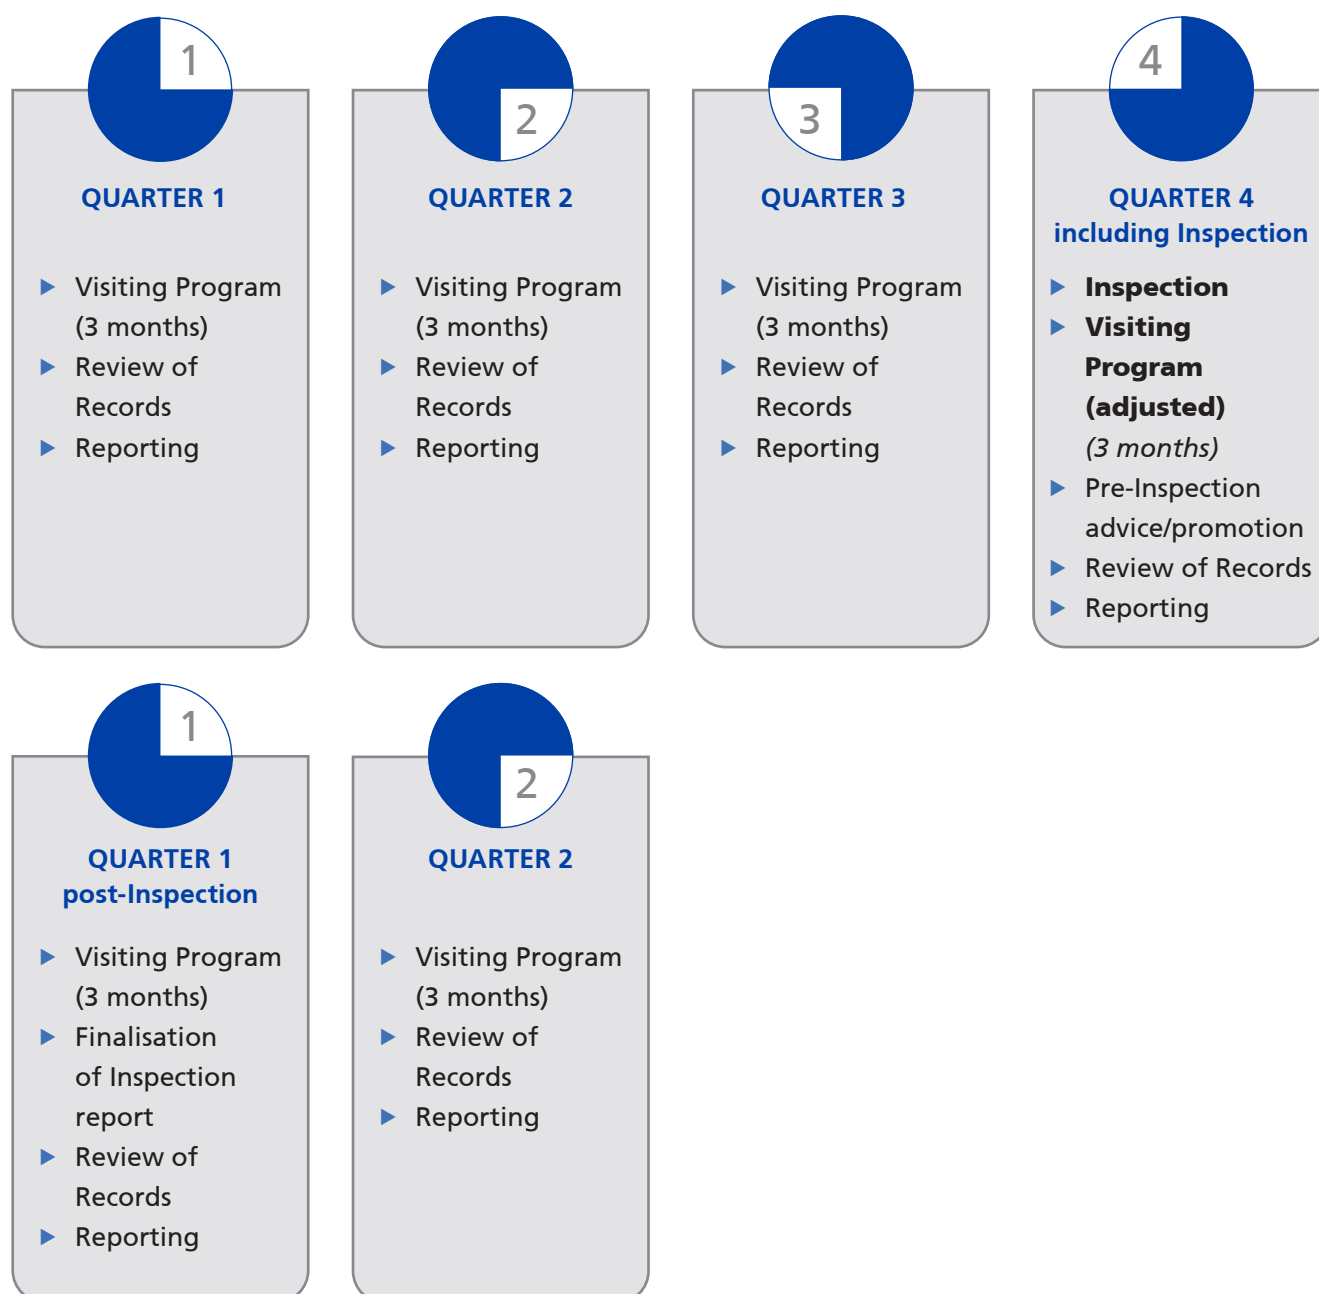 1
QUARTER 1
▶ Visiting Program
(3 months)
▶ Review of
Records
▶ Reporting
2
QUARTER 2
▶ Visiting Program
(3 months)
▶ Review of
Records
▶ Reporting
3
QUARTER 3
▶ Visiting Program
(3 months)
▶ Review of
Records
▶ Reporting
4
QUARTER 4
including Inspection
▶ Inspection
▶ Visiting
Program
(adjusted)
(3 months)
▶ Pre-Inspection
advice/promotion
▶ Review of Records
▶ Reporting
1
QUARTER 1
post-Inspection
▶ Visiting Program
(3 months)
▶ Finalisation
of Inspection
report
▶ Review of
Records
▶ Reporting
2
QUARTER 2
▶ Visiting Program
(3 months)
▶ Review of
Records
▶ Reporting